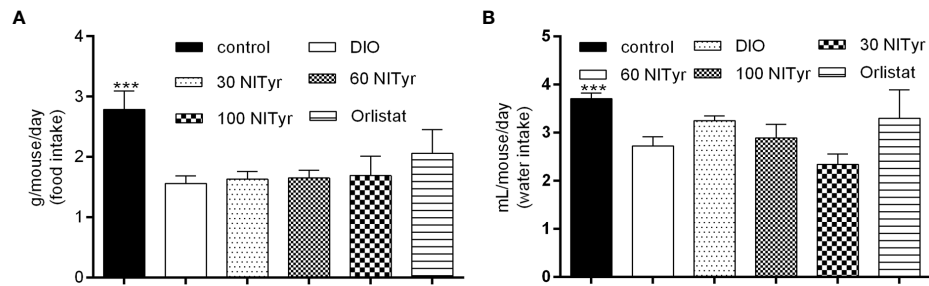 A
g/mouse/day
(food intake)
4
3
2
1
0
control
DIO
30 NITyr
60 NITyr
100 NITyr
Orlistat
***
B
mL/mouse/day
(water intake)
5
4
3
2
1
0
control
DIO
30 NITyr
60 NITyr
100 NITyr
Orlistat
***